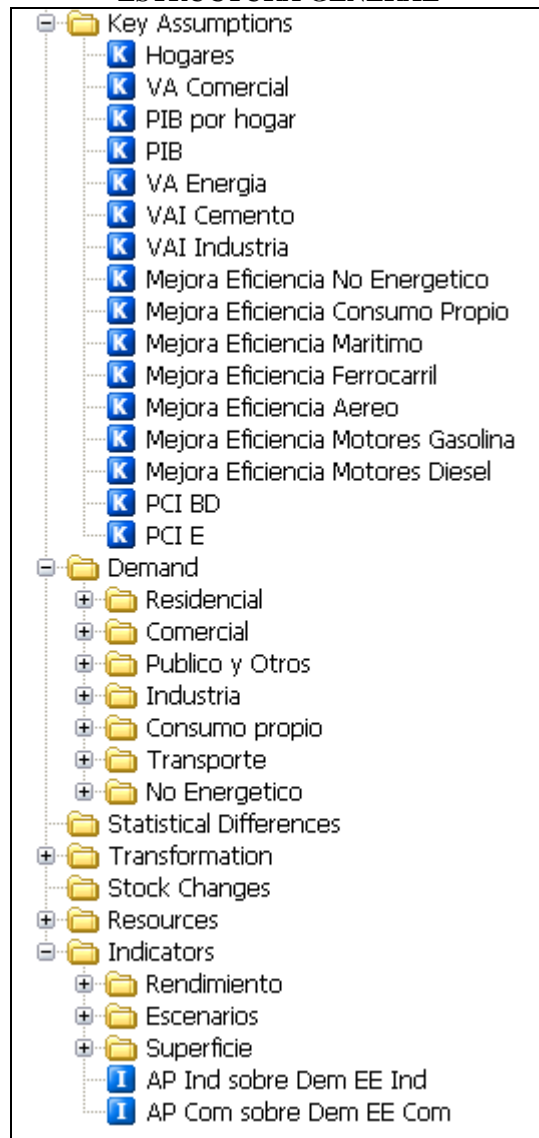 ESTRUCTURA GENERAL
Key Assumptions
K Hogares
K VA Comercial
K PIB por hogar
K PIB
K VA Energia
K VAI Cemento
K VAI Industria
K Mejora Eficiencia No Energetico
K Mejora Eficiencia Consumo Propio
K Mejora Eficiencia Maritimo
K Mejora Eficiencia Ferrocarril
K Mejora Eficiencia Aereo
K Mejora Eficiencia Motores Gasolina
K Mejora Eficiencia Motores Diesel
K PCI BD
K PCI E
Demand
Residencial
Comercial
Publico y Otros
Industria
Consumo propio
Transporte
No Energetico
Statistical Differences
Transformation
Stock Changes
Resources
Indicators
Rendimiento
Escenarios
Superficie
I AP Ind sobre Dem EE Ind
I AP Com sobre Dem EE Com